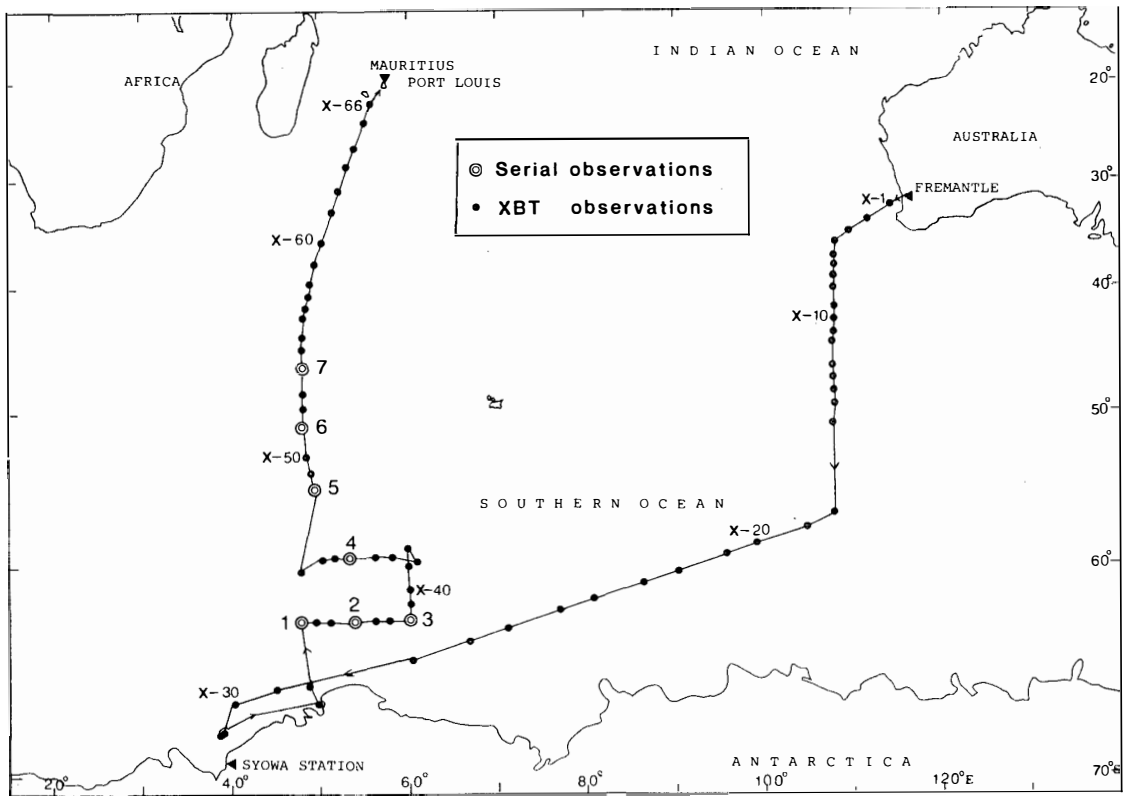 INDIAN OCEAN
MAURITIUS
PORT LOUIS
AFRICA
20°
X-66
AUSTRALIA
◎ Serial observations
• XBT observations
30°
FREMANTLE
X-1
X-60
40°
X-10
7
50°
6
X-50
5
SOUTHERN OCEAN
X-20
4
60°
X-40
1
2
3
X-30
SYOWA STATION
ANTARCTICA
70°S
20°
40°
60°
80°
100°
120°E